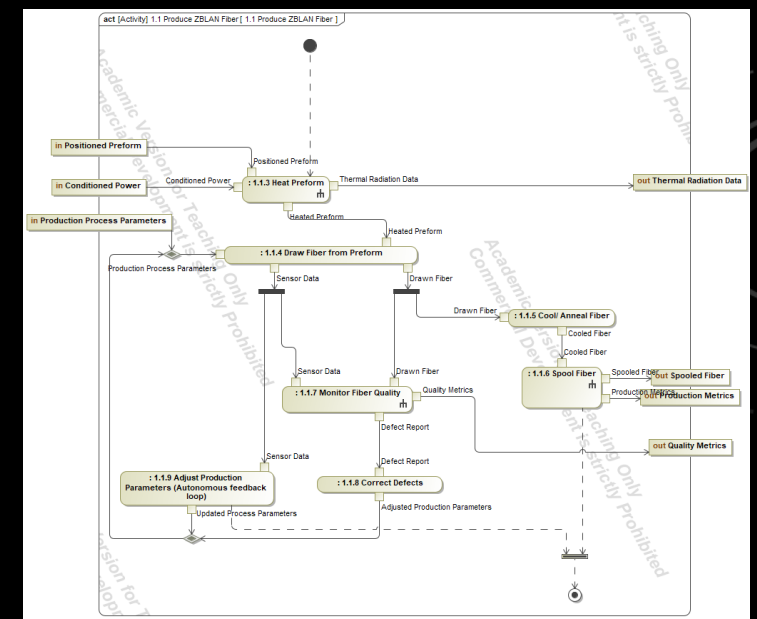 act [Activity] 1.1 Produce ZBLAN Fiber [ 1.1 Produce ZBLAN Fiber ]
in Positioned Preform
Positioned Preform
in Conditioned Power
Conditioned Power
: 1.1.3 Heat Preform
Thermal Radiation Data
out Thermal Radiation Data
Heated Preform
Heated Preform
in Production Process Parameters
Production Process Parameters
: 1.1.4 Draw Fiber from Preform
Sensor Data
Drawn Fiber
Drawn Fiber
: 1.1.5 Cool/ Anneal Fiber
Cooled Fiber
Cooled Fiber
: 1.1.6 Spool Fiber
Spooled Fiber
out Spooled Fiber
Production Metrics
out Production Metrics
Sensor Data
Drawn Fiber
: 1.1.7 Monitor Fiber Quality
Quality Metrics
out Quality Metrics
Defect Report
Defect Report
Sensor Data
: 1.1.9 Adjust Production
Parameters (Autonomous feedback
loop)
: 1.1.8 Correct Defects
Updated Process Parameters
Adjusted Production Parameters
Academic Version for Teaching Only
Commercial Development is strictly Prohibited